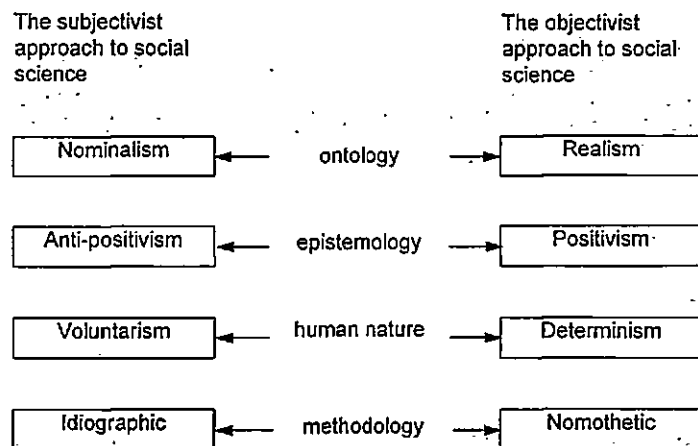 The subjectivist
approach to social
science
The objectivist
approach to social
science
Nominalism
ontology
Realism
Anti-positivism
epistemology
Positivism
Voluntarism
human nature
Determinism
Idiographic
methodology
Nomothetic